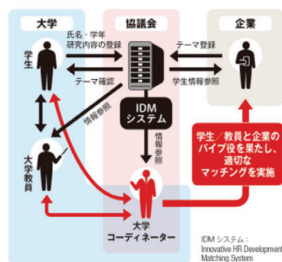 大学
協議会
企業
氏名・学年
研究内容の登録
テーマ登録
学生
テーマ確認
学生情報参照
情報参照
IDM
システム
情報参照
大学教員
学生／教員と企業の
パイプ役を果たし、
適切な
マッチングを実施
大学
コーディネーター
IDMシステム：
Innovative HR Development
Matching System